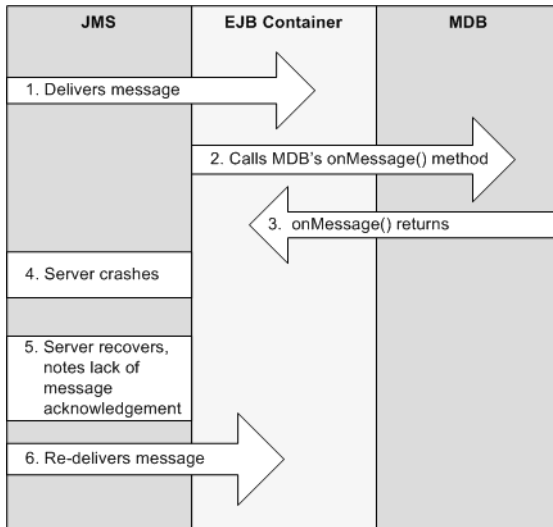 JMS
EJB Container
MDB
1. Delivers message
2. Calls MDB's onMessage() method
3. onMessage() returns
4. Server crashes
5. Server recovers,
notes lack of
message
acknowledgement
6. Re-delivers message